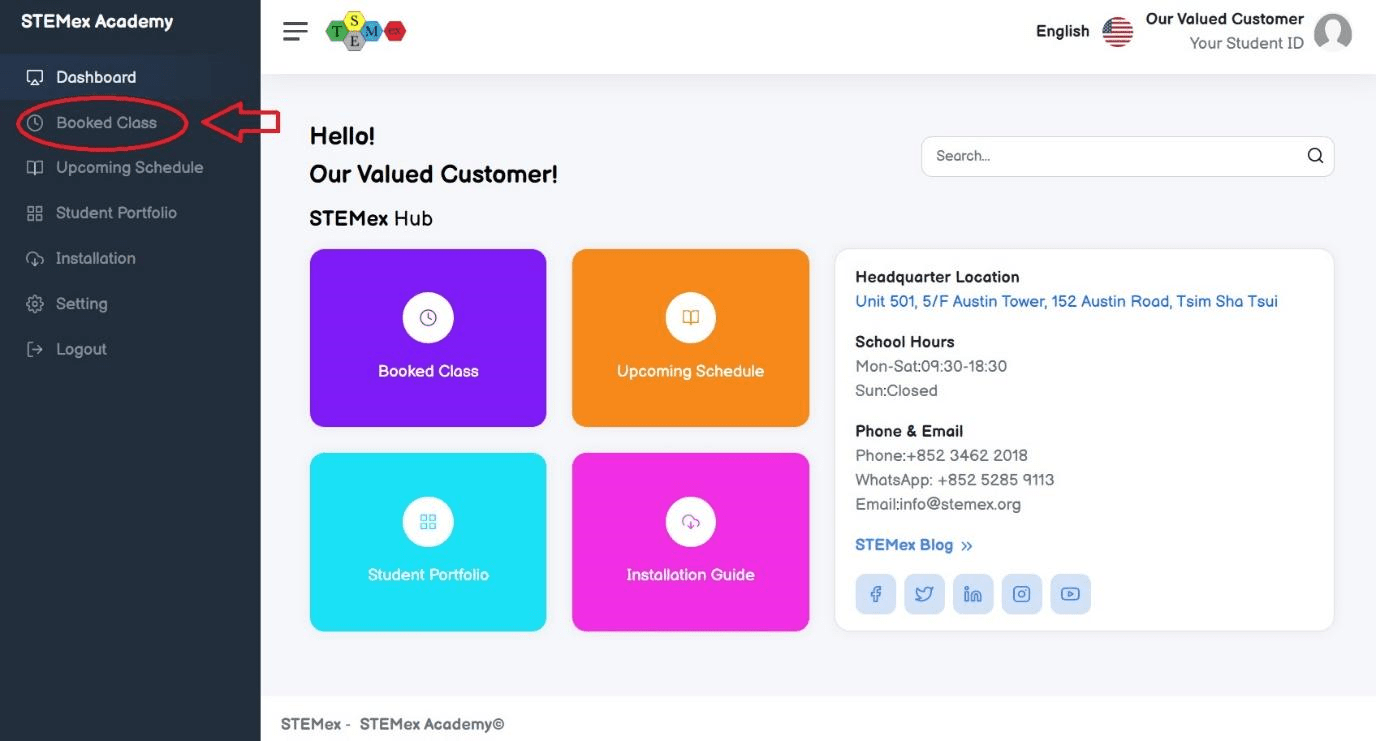 STEMex Academy
Dashboard
Booked Class
Upcoming Schedule
Student Portfolio
Installation
Setting
Logout
T S E M ex
English
Our Valued Customer
Your Student ID
Hello!
Our Valued Customer!
Search...
STEMex Hub
Booked Class
Upcoming Schedule
Student Portfolio
Installation Guide
Headquarter Location
Unit 501, 5/F Austin Tower, 152 Austin Road, Tsim Sha Tsui
School Hours
Mon-Sat:09:30-18:30
Sun:Closed
Phone & Email
Phone:+852 3462 2018
WhatsApp: +852 5285 9113
Email:info@stemex.org
STEMex Blog »
STEMex - STEMex Academy©